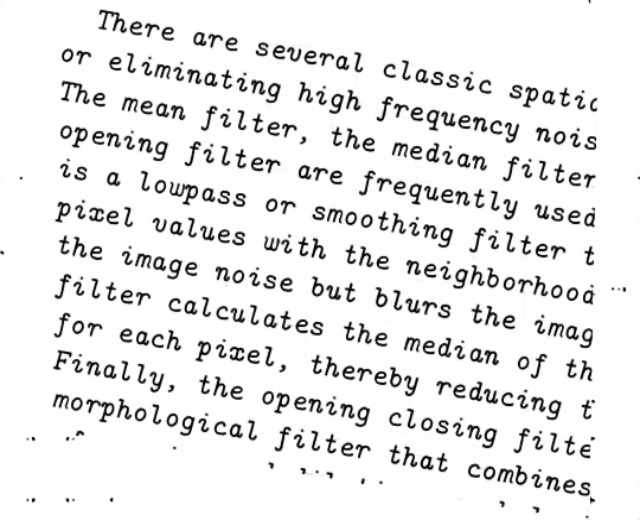 There are several classic spatic
or eliminating high frequency nois
The mean filter, the median filter
opening filter are frequently used
is a lowpass or smoothing filter t
pixel values with the neighborhood
the image noise but blurs the imag
filter calculates the median of th
for each pixel, thereby reducing t
Finally, the opening closing filte
morphological filter that combines